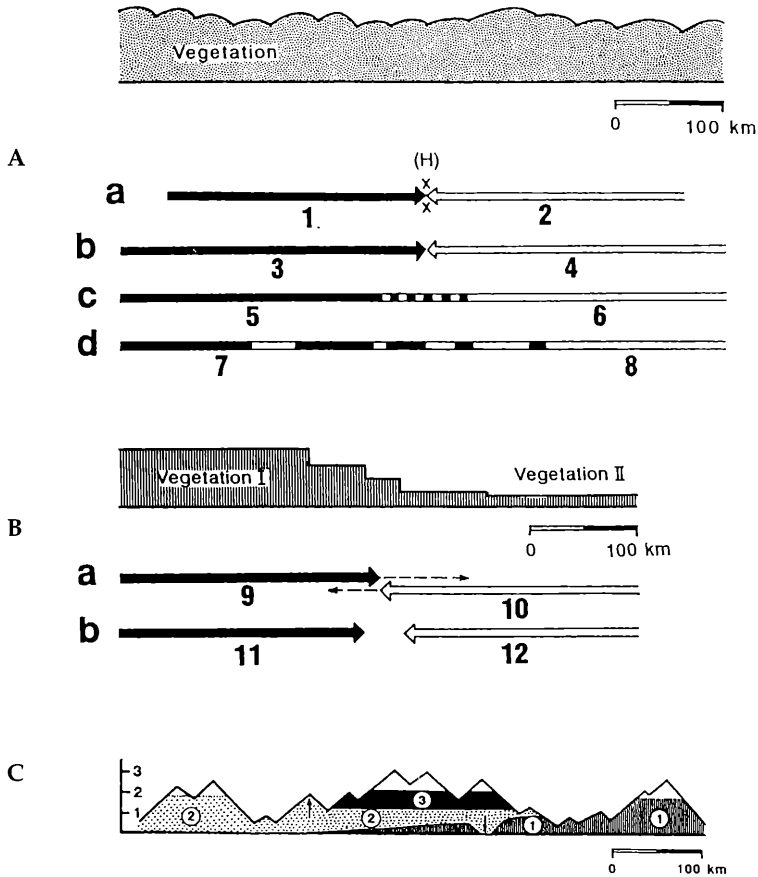 Vegetation
0 100 km
A
(H)
x
a
x
1 2
b
3 4
c
5 6
d
7 8
Vegetation I Vegetation II
B
0 100 km
a
9 10
b
11 12
C
3
2
1
2 3 2 1 1
0 100 km